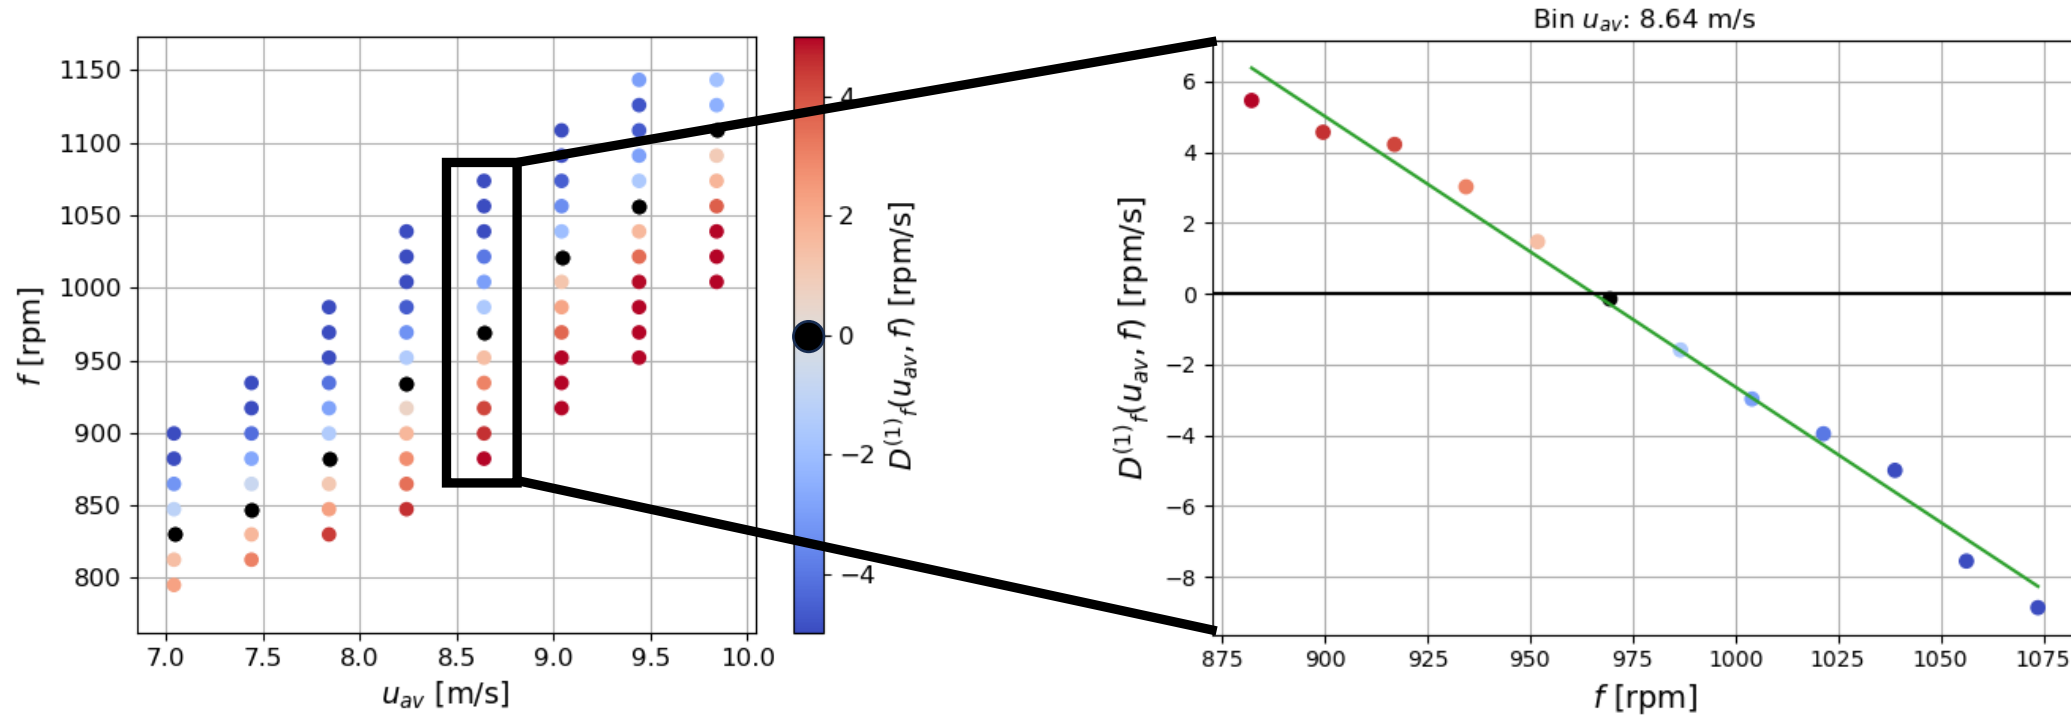 Bin u_av: 8.64 m/s
1150
1100
1050
1000
950
900
850
800
f [rpm]
7.0 7.5 8.0 8.5 9.0 9.5 10.0
u_av [m/s]
4
2
0
−2
−4
D^(1)_f(u_av, f) [rpm/s]
6
4
2
0
−2
−4
−6
−8
D^(1)_f(u_av, f) [rpm/s]
875 900 925 950 975 1000 1025 1050 1075
f [rpm]